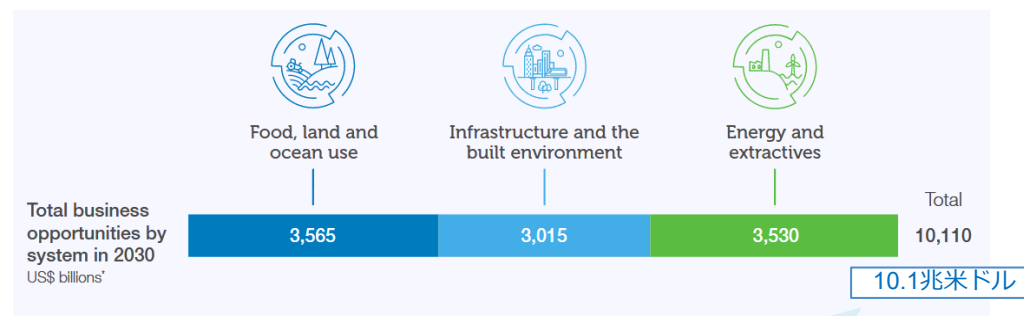 Food, land and
ocean use
Infrastructure and the
built environment
Energy and
extractives
Total business
opportunities by
system in 2030
US$ billions*
3,565
3,015
3,530
Total
10,110
10.1兆米ドル